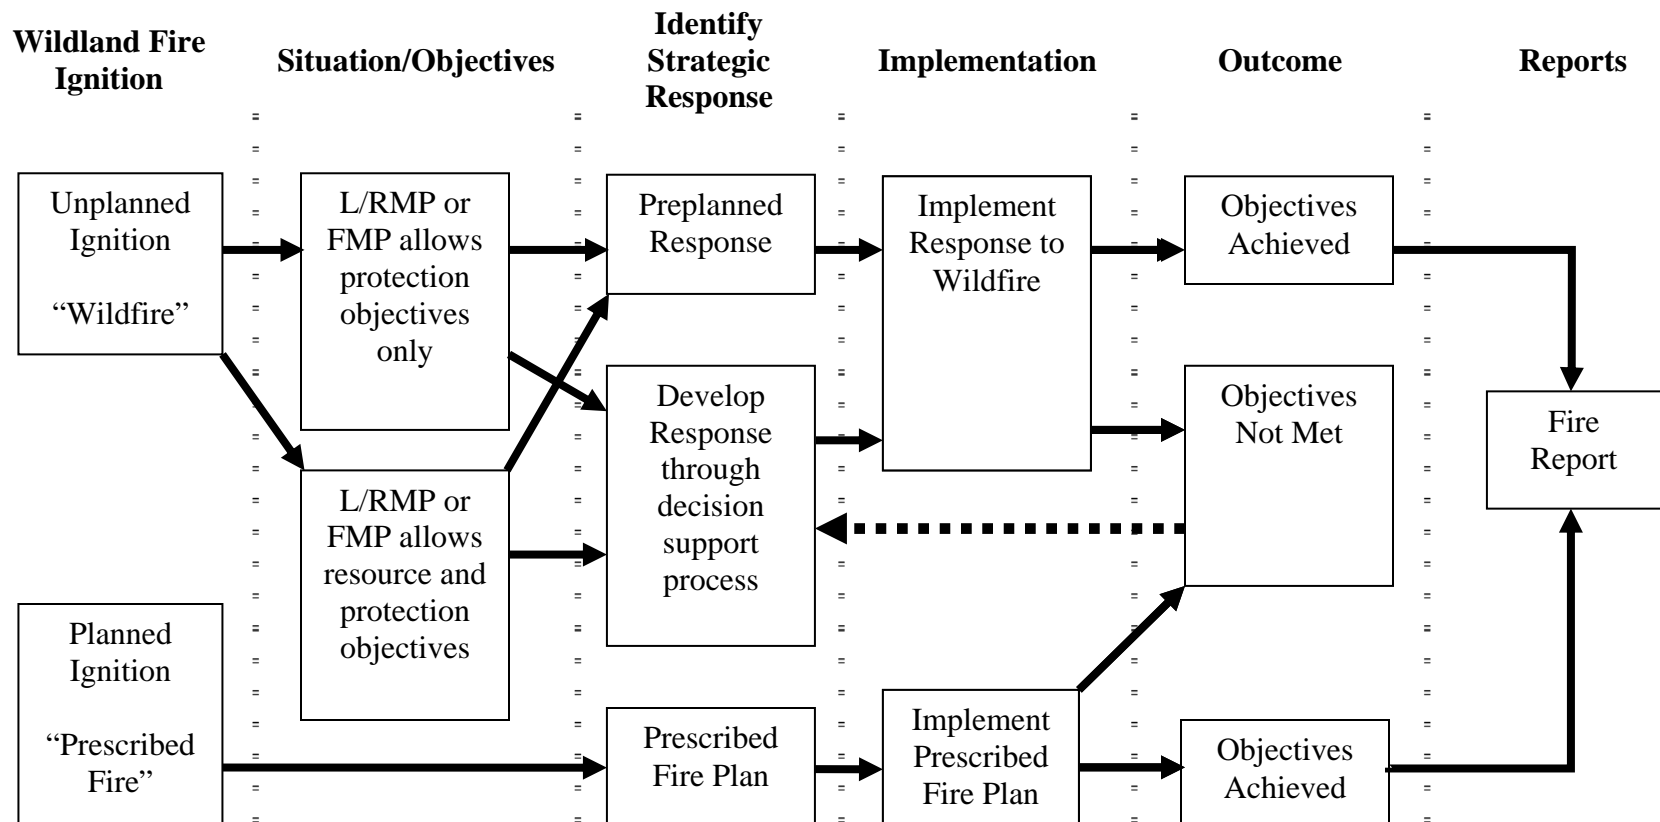 Wildland Fire
Ignition
Situation/Objectives
Identify
Strategic
Response
Implementation
Outcome
Reports
Unplanned
Ignition
“Wildfire”
L/RMP or
FMP allows
protection
objectives
only
Preplanned
Response
Implement
Response to
Wildfire
Objectives
Achieved
Develop
Response
through
decision
support
process
Objectives
Not Met
Fire
Report
L/RMP or
FMP allows
resource and
protection
objectives
Planned
Ignition
“Prescribed
Fire”
Prescribed
Fire Plan
Implement
Prescribed
Fire Plan
Objectives
Achieved